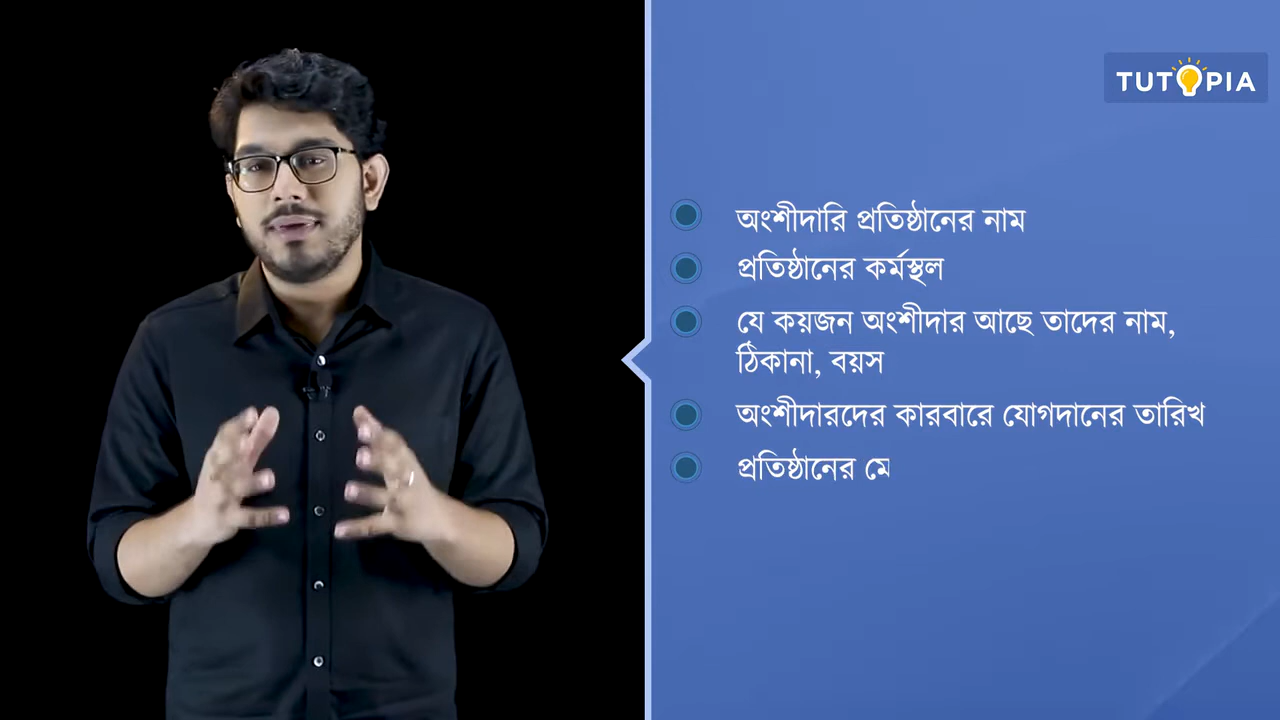 TUTOPIA
অংশীদারি প্রতিষ্ঠানের নাম
প্রতিষ্ঠানের কর্মস্থল
যে কয়জন অংশীদার আছে তাদের নাম,
ঠিকানা, বয়স
অংশীদারদের কারবারে যোগদানের তারিখ
প্রতিষ্ঠানের মে